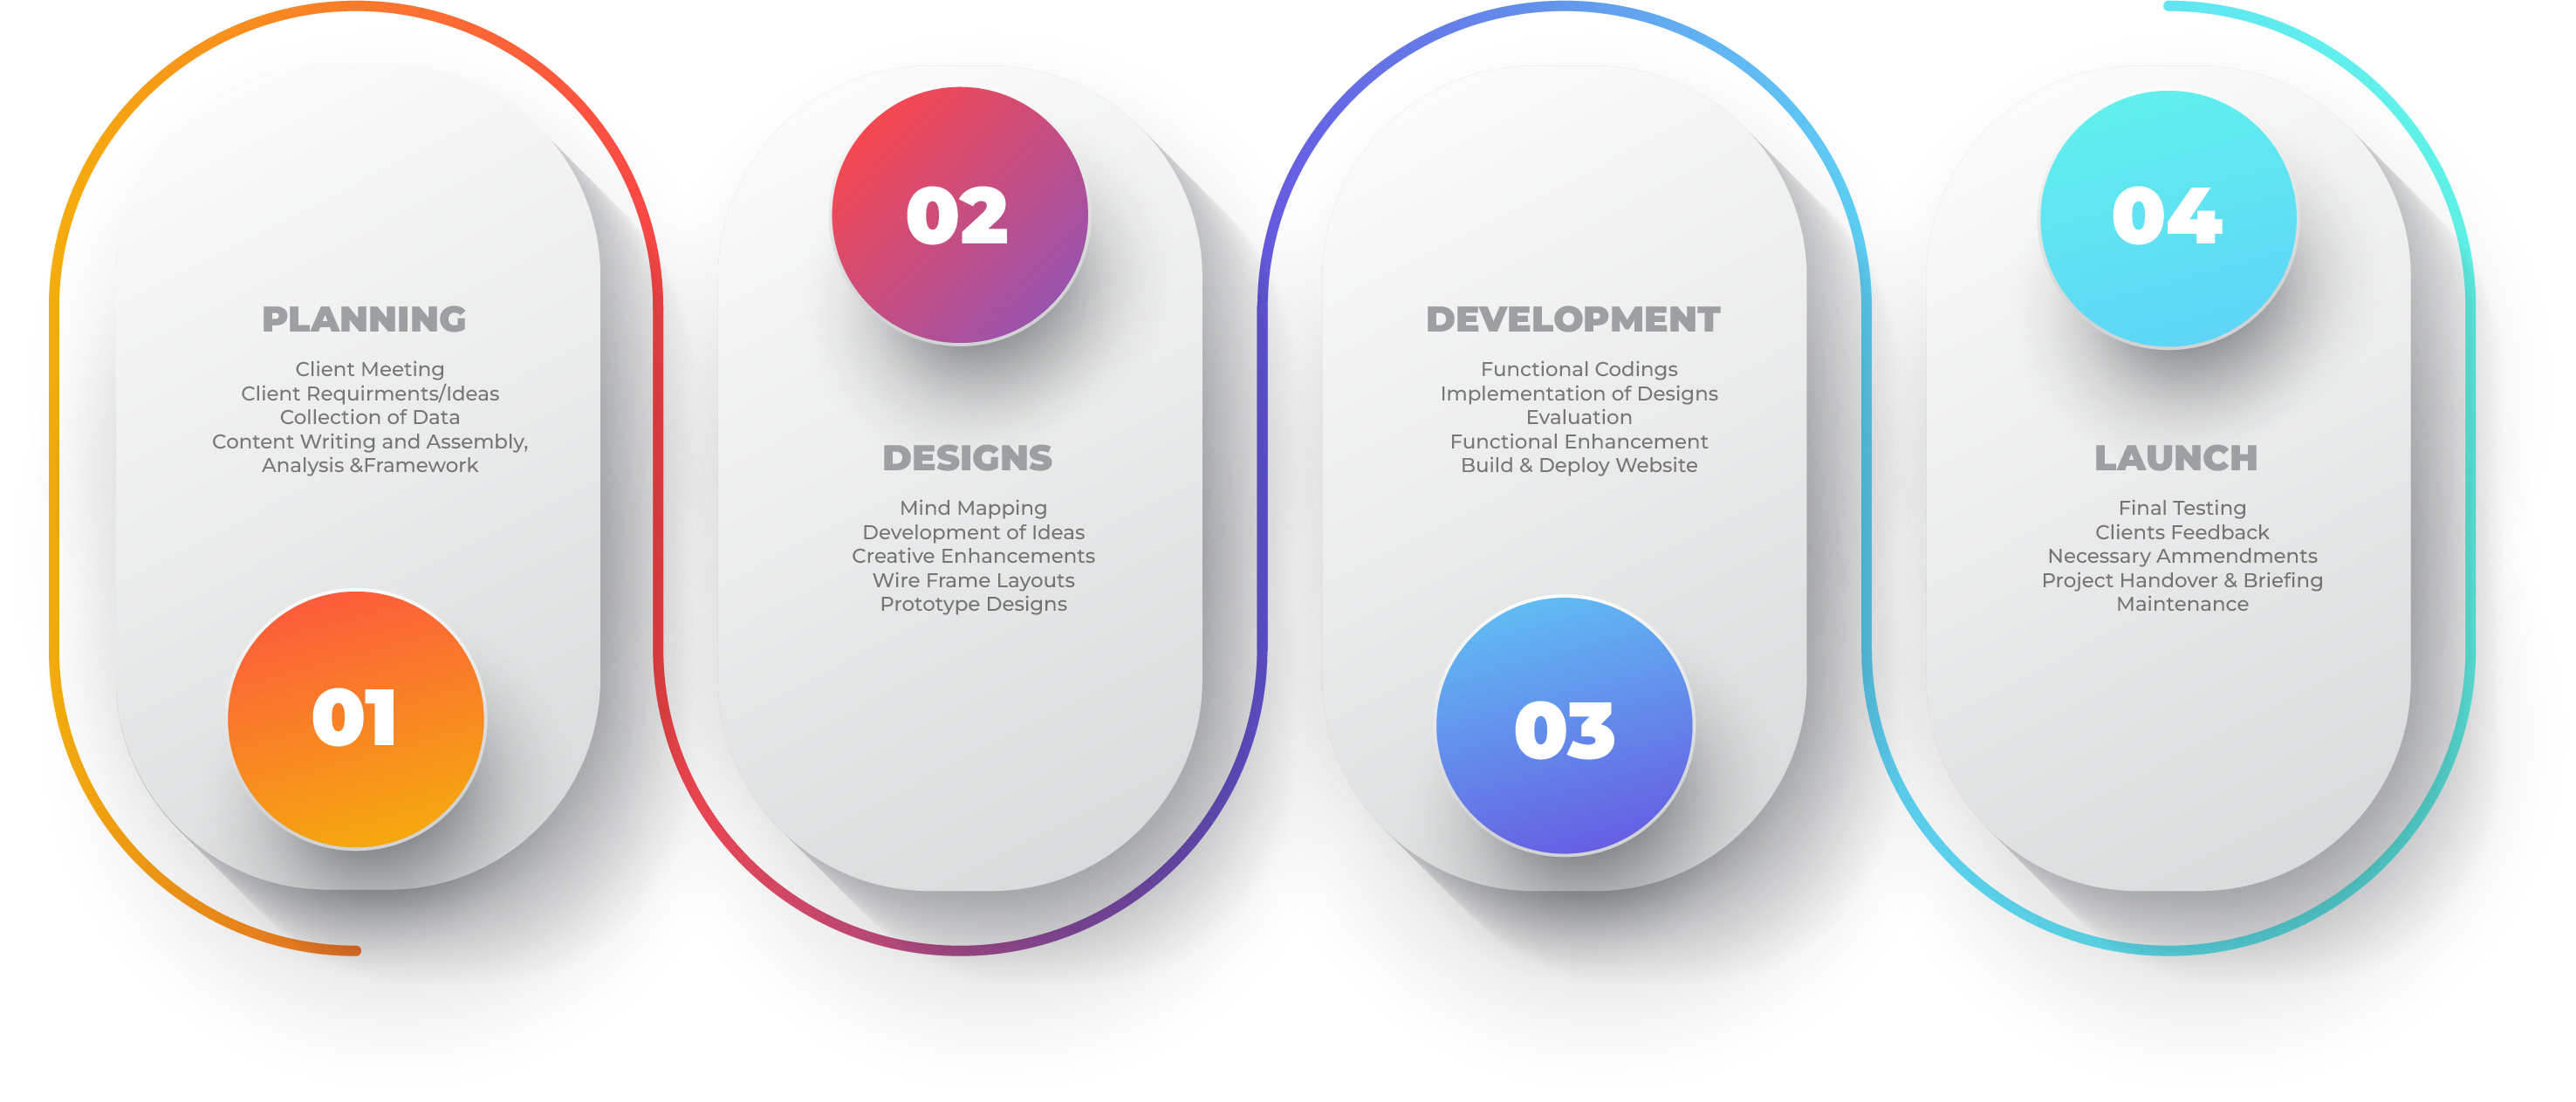 PLANNING
Client Meeting
Client Requirments/Ideas
Collection of Data
Content Writing and Assembly,
Analysis &Framework
01
02
DESIGNS
Mind Mapping
Development of Ideas
Creative Enhancements
Wire Frame Layouts
Prototype Designs
DEVELOPMENT
Functional Codings
Implementation of Designs
Evaluation
Functional Enhancement
Build & Deploy Website
03
04
LAUNCH
Final Testing
Clients Feedback
Necessary Ammendments
Project Handover & Briefing
Maintenance